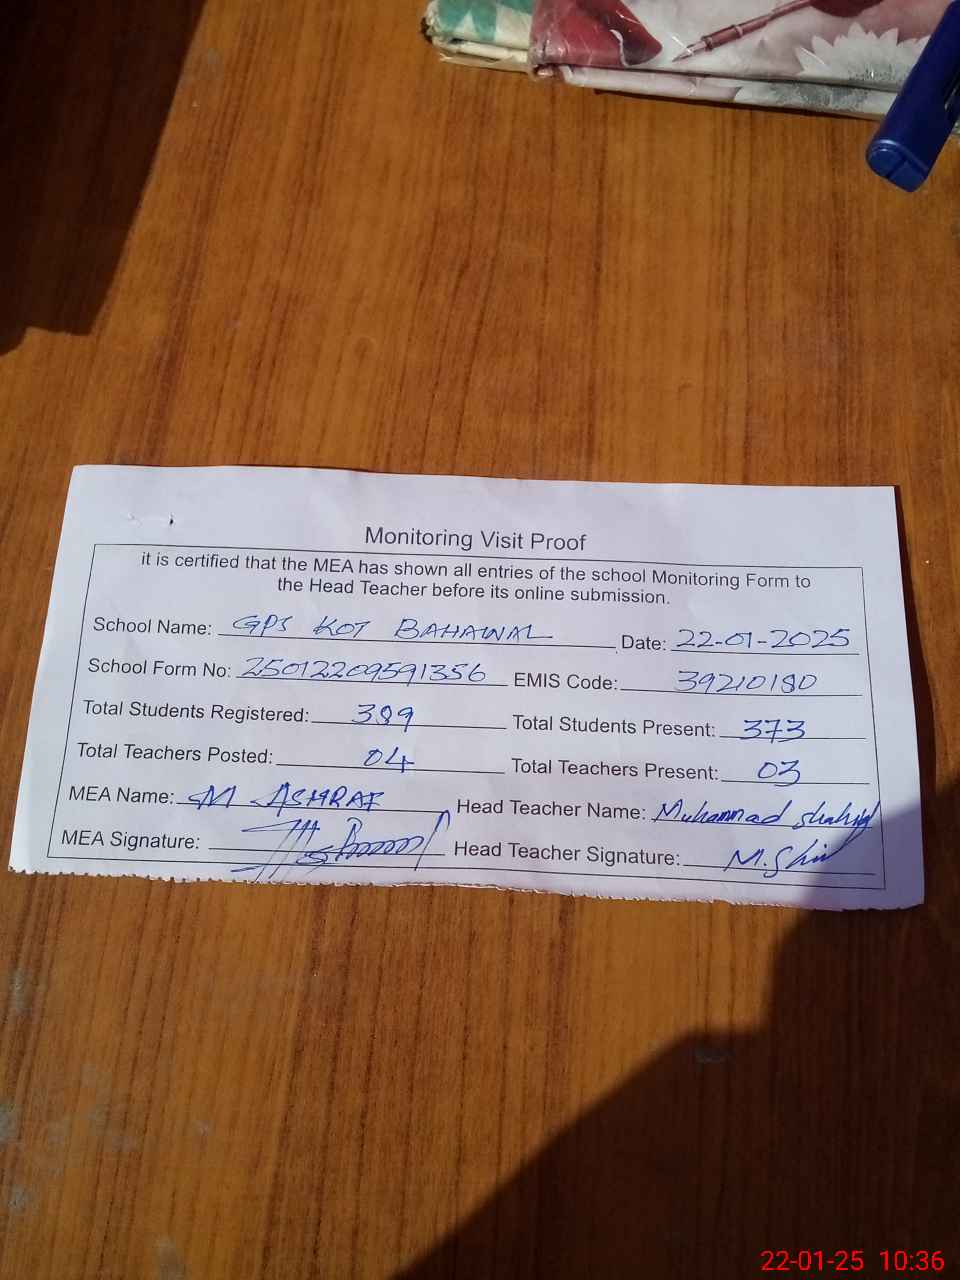 Monitoring Visit Proof
it is certified that the MEA has shown all entries of the school Monitoring Form to
the Head Teacher before its online submission.
School Name: GPS KOT BAHAWAL Date: 22-01-2025
School Form No: 25012209591356 EMIS Code: 39210180
Total Students Registered: 389 Total Students Present: 373
Total Teachers Posted: 04 Total Teachers Present: 03
MEA Name: M ASHRAF Head Teacher Name: Muhammad Shahid
MEA Signature: Head Teacher Signature:
22-01-25 10:36